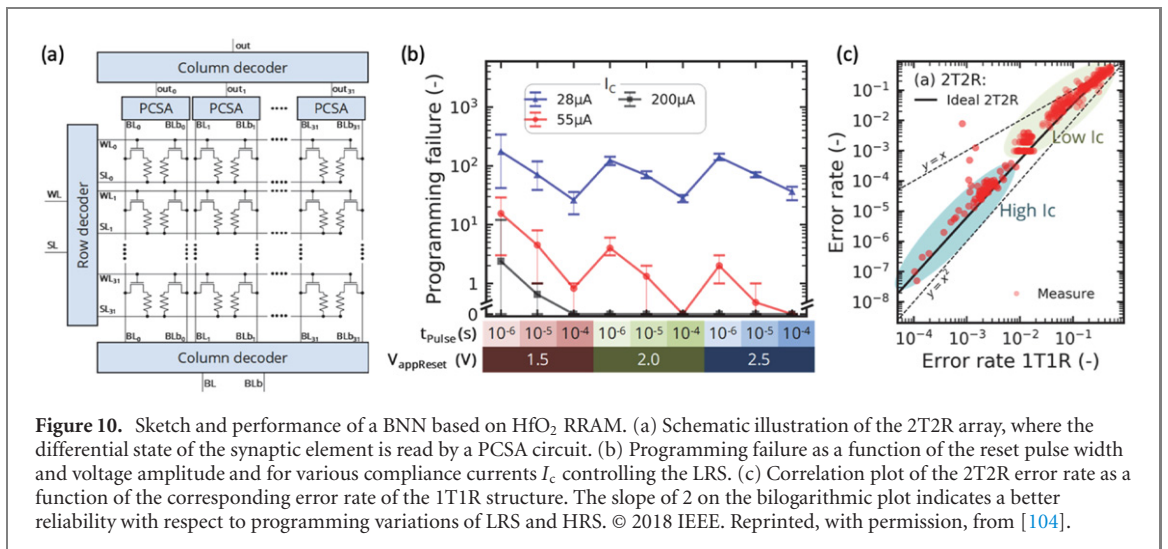 (a)
out
Column decoder
out0 out1 out31
PCSA PCSA PCSA
BL0 BLb0 BL1 BLb1 BL31 BLb31
WL0
SL0
WL1
SL1
WL
SL
Row decoder
WL31
SL31
BL0 BLb0 BL1 BLb1 BL31 BLb31
Column decoder
BL BLb
(b)
Programming failure (-)
10³
10²
10¹
1
0
IC
28µA 200µA
55µA
tPulse(s) 10⁻⁶ 10⁻⁵ 10⁻⁴ 10⁻⁶ 10⁻⁵ 10⁻⁴ 10⁻⁶ 10⁻⁵ 10⁻⁴
VappReset (V) 1.5 2.0 2.5
(c)
Error rate (-)
10⁻¹
10⁻²
10⁻³
10⁻⁴
10⁻⁵
10⁻⁶
10⁻⁷
10⁻⁸
(a) 2T2R:
Ideal 2T2R
y = x
Low Ic
High Ic
y = x²
Measure
10⁻⁴ 10⁻³ 10⁻² 10⁻¹
Error rate 1T1R (-)
Figure 10. Sketch and performance of a BNN based on HfO₂ RRAM. (a) Schematic illustration of the 2T2R array, where the
differential state of the synaptic element is read by a PCSA circuit. (b) Programming failure as a function of the reset pulse width
and voltage amplitude and for various compliance currents Ic controlling the LRS. (c) Correlation plot of the 2T2R error rate as a
function of the corresponding error rate of the 1T1R structure. The slope of 2 on the bilogarithmic plot indicates a better
reliability with respect to programming variations of LRS and HRS. © 2018 IEEE. Reprinted, with permission, from [104].